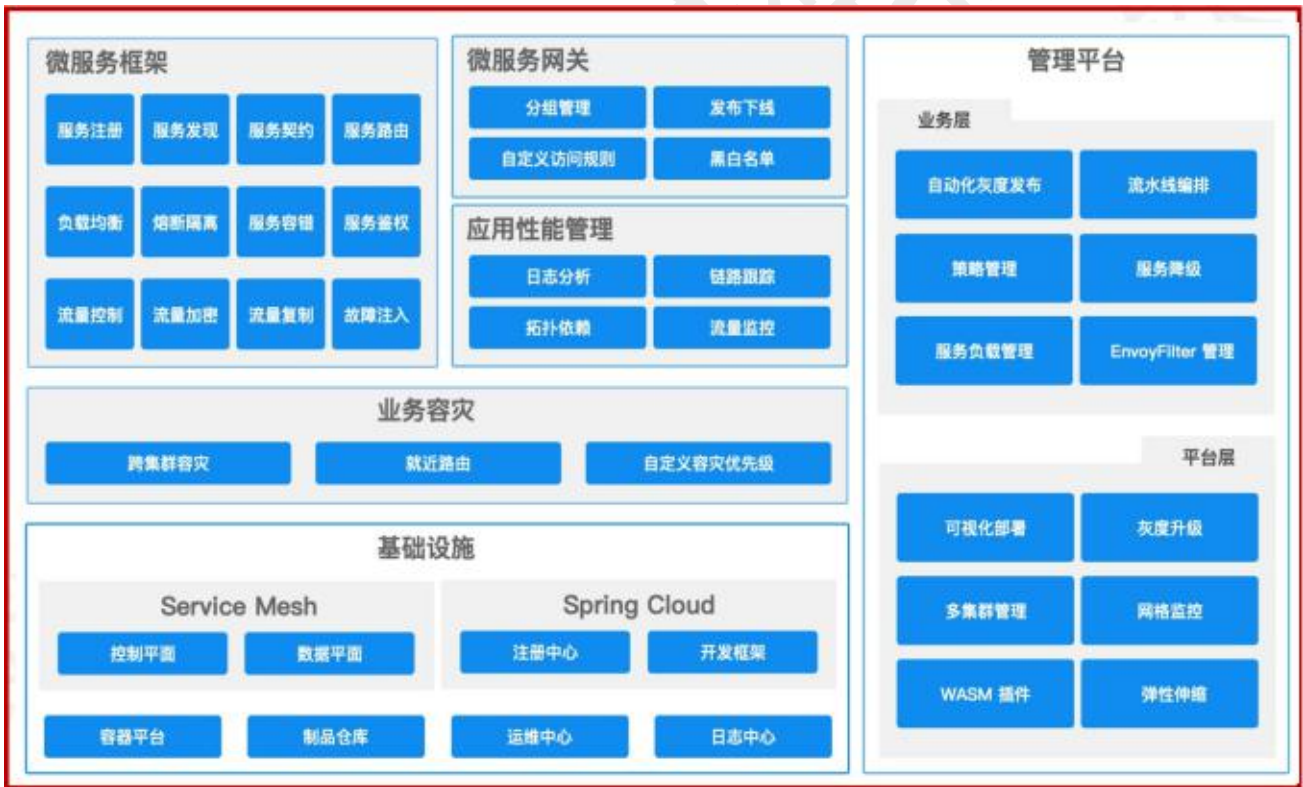 微服务框架
服务注册 服务发现 服务契约 服务路由
负载均衡 熔断隔离 服务容错 服务鉴权
流量控制 流量加密 流量复制 故障注入
微服务网关
分组管理 发布下线
自定义访问规则 黑白名单
应用性能管理
日志分析 链路跟踪
拓扑依赖 流量监控
业务容灾
跨集群容灾 就近路由 自定义容灾优先级
基础设施
Service Mesh
控制平面 数据平面
Spring Cloud
注册中心 开发框架
容器平台 制品仓库 运维中心 日志中心
管理平台
业务层
自动化灰度发布 流水线编排
策略管理 服务降级
服务负载管理 EnvoyFilter 管理
平台层
可视化部署 灰度升级
多集群管理 网格监控
WASM 插件 弹性伸缩